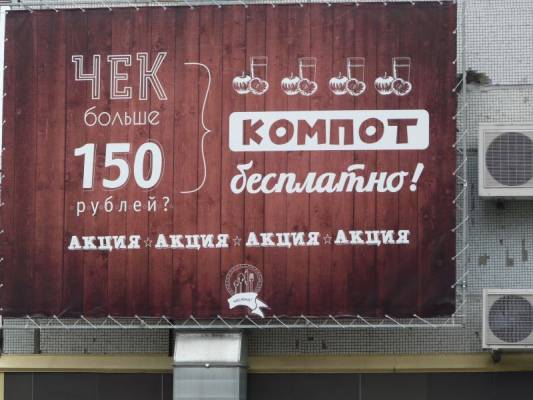 ЧЕК
больше
150
рублей?
КОМПОТ
бесплатно!
АКЦИЯ☆АКЦИЯ☆АКЦИЯ☆АКЦИЯ